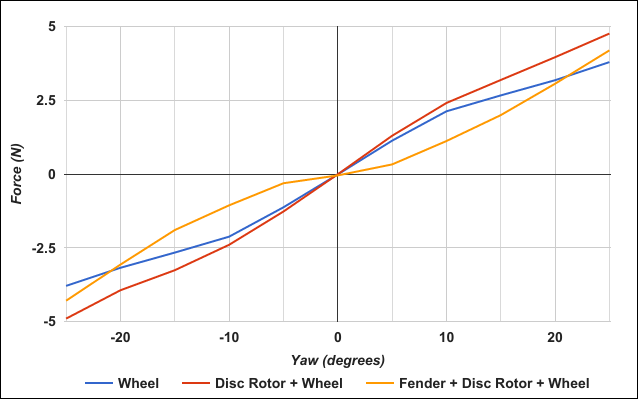 5
2.5
0
-2.5
-5
Force (N)
-20 -10 0 10 20
Yaw (degrees)
Wheel Disc Rotor + Wheel Fender + Disc Rotor + Wheel